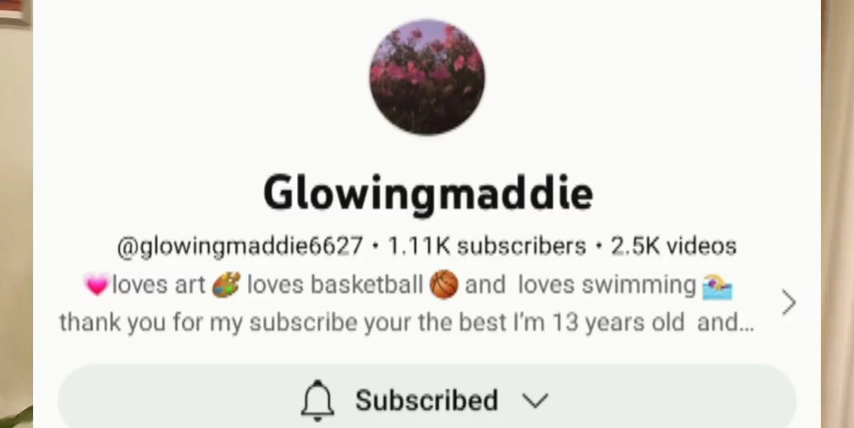 Glowingmaddie
@glowingmaddie6627 • 1.11K subscribers • 2.5K videos
💗loves art 🎨 loves basketball 🏀 and loves swimming 🏊‍♀️
thank you for my subscribe your the best I'm 13 years old and...
Subscribed